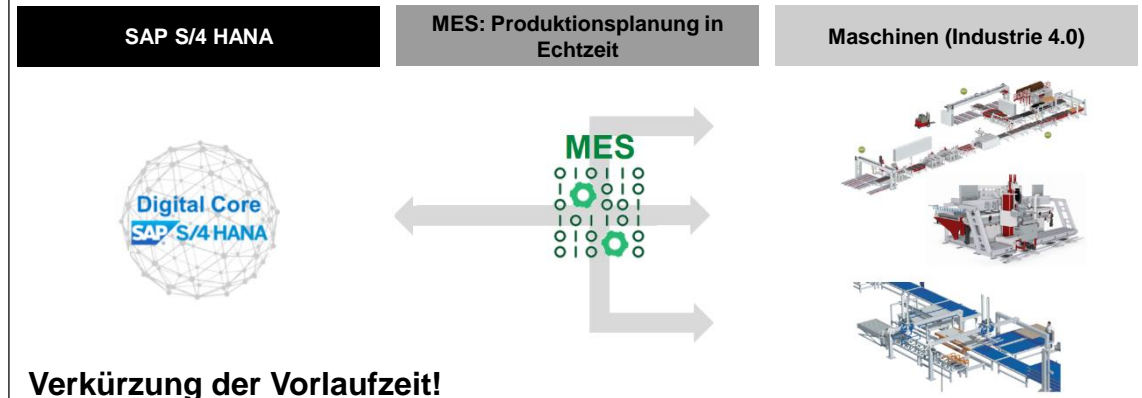 SAP S/4 HANA
MES: Produktionsplanung in
Echtzeit
Maschinen (Industrie 4.0)
Digital Core
SAP S/4 HANA
MES
Verkürzung der Vorlaufzeit!